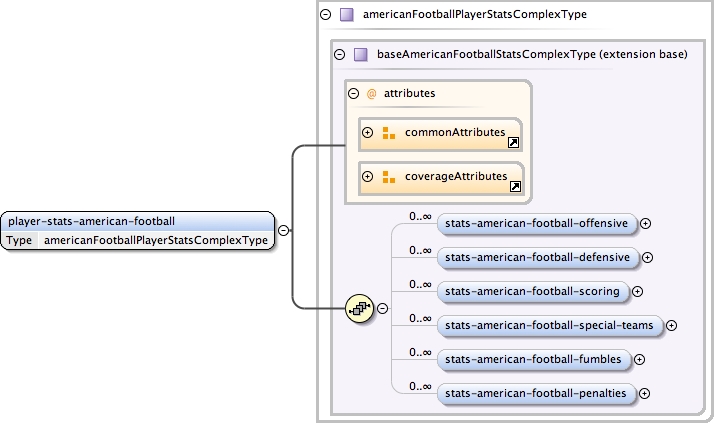 americanFootballPlayerStatsComplexType
baseAmericanFootballStatsComplexType (extension base)
@ attributes
commonAttributes
coverageAttributes
player-stats-american-football
Type americanFootballPlayerStatsComplexType
0..∞ stats-american-football-offensive
0..∞ stats-american-football-defensive
0..∞ stats-american-football-scoring
0..∞ stats-american-football-special-teams
0..∞ stats-american-football-fumbles
0..∞ stats-american-football-penalties